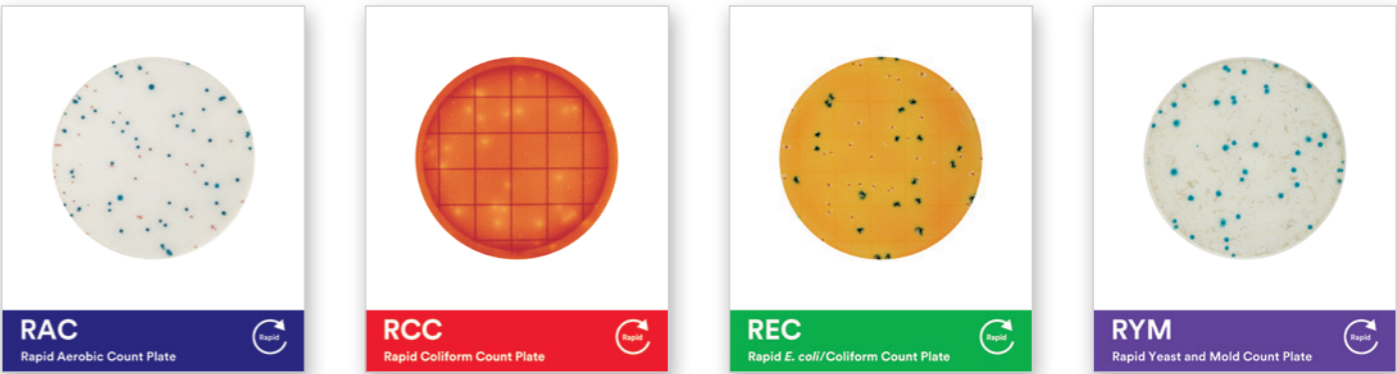 RAC
Rapid Aerobic Count Plate
Rapid
RCC
Rapid Coliform Count Plate
Rapid
REC
Rapid E. coli/Coliform Count Plate
Rapid
RYM
Rapid Yeast and Mold Count Plate
Rapid